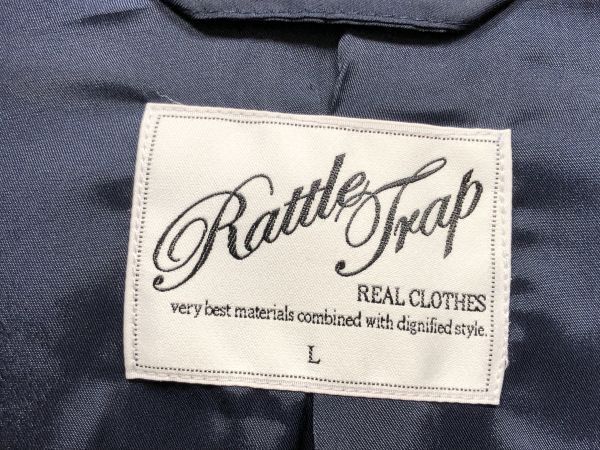 Rattle Trap
REAL CLOTHES
very best materials combined with dignified style.
L